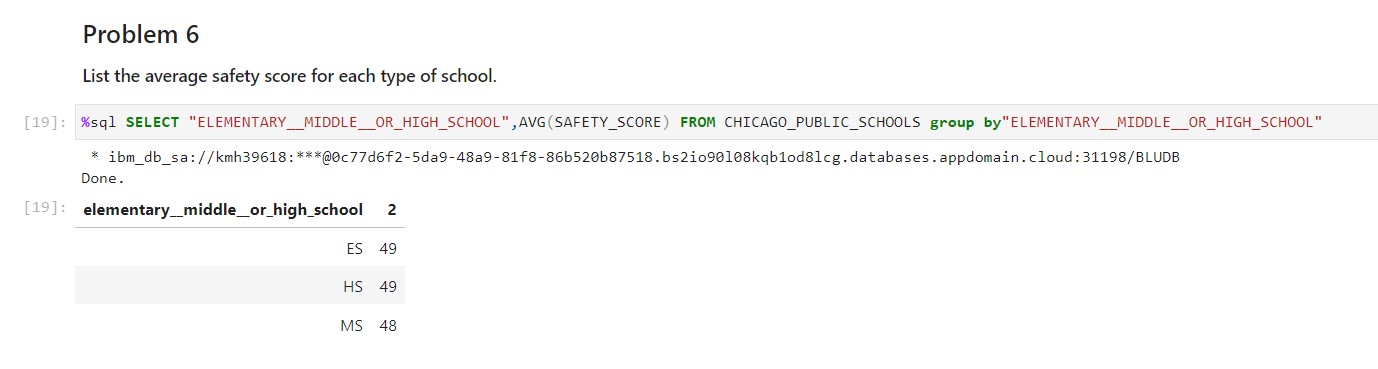 Problem 6
List the average safety score for each type of school.
[19]: %sql SELECT "ELEMENTARY__MIDDLE__OR_HIGH_SCHOOL",AVG(SAFETY_SCORE) FROM CHICAGO_PUBLIC_SCHOOLS group by"ELEMENTARY__MIDDLE__OR_HIGH_SCHOOL"
* ibm_db_sa://kmh39618:***@0c77d6f2-5da9-48a9-81f8-86b520b87518.bs2io90l08kqb1od8lcg.databases.appdomain.cloud:31198/BLUDB
Done.
[19]: elementary__middle__or_high_school 2
ES 49
HS 49
MS 48